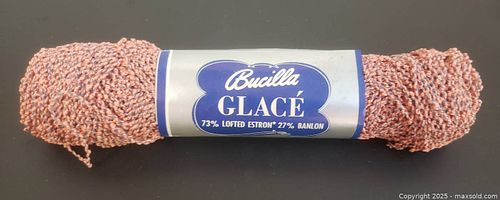 Bucilla
GLACÉ
73% LOFTED ESTRON* 27% BANLON
Copyright 2025 - maxsold.com